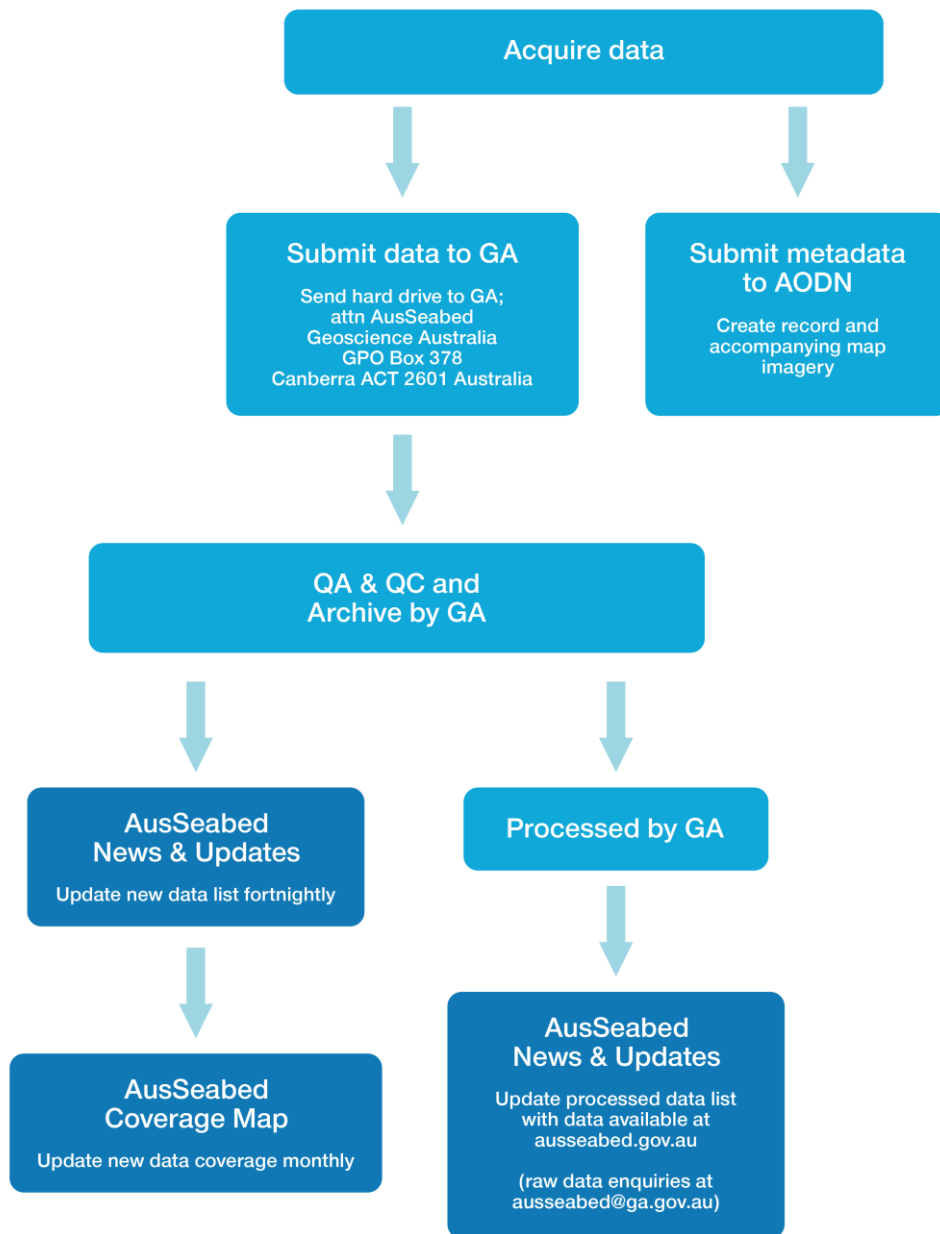 Acquire data
Submit data to GA
Send hard drive to GA;
attn AusSeabed
Geoscience Australia
GPO Box 378
Canberra ACT 2601 Australia
Submit metadata
to AODN
Create record and
accompanying map
imagery
QA & QC and
Archive by GA
AusSeabed
News & Updates
Update new data list fortnightly
Processed by GA
AusSeabed
Coverage Map
Update new data coverage monthly
AusSeabed
News & Updates
Update processed data list
with data available at
ausseabed.gov.au
(raw data enquiries at
ausseabed@ga.gov.au)